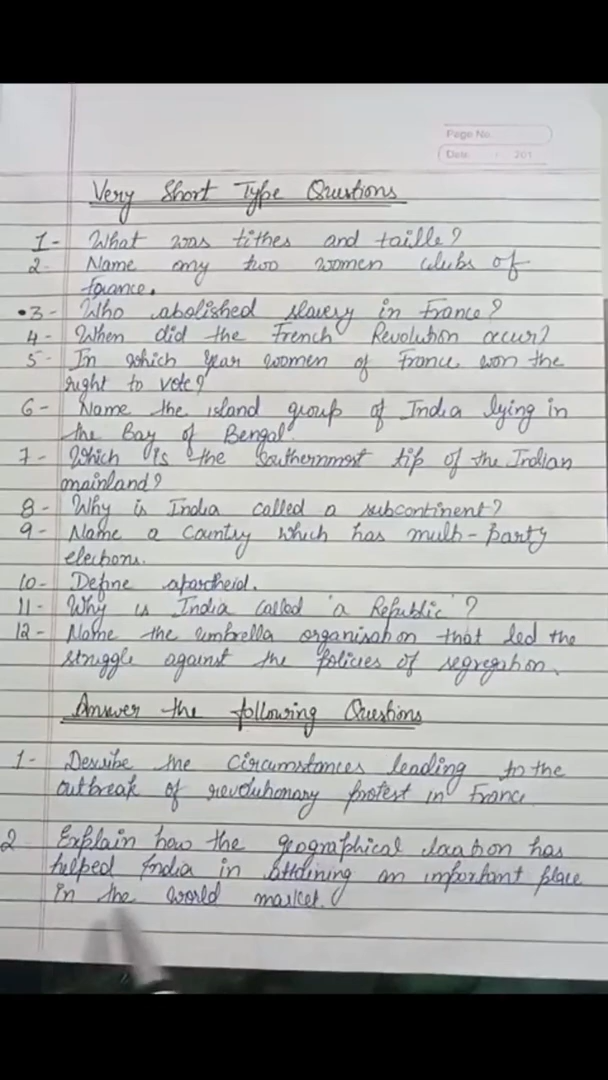 Page No.
Date 201
Very Short Type Questions
1- What was tithes and taille?
2- Name any two women clubs of
france.
•3- Who abolished slavery in France?
4- When did the French Revolution occur?
5- In which year women of France won the
right to vote?
6- Name the island group of India lying in
the Bay of Bengal.
7- Which is the Southernmost tip of the Indian
mainland?
8- Why is India called a subcontinent?
9- Name a Country which has multi-party
elections.
10- Define apartheid.
11- Why is India called 'a Republic'?
12- Name the umbrella organisation that led the
struggle against the policies of segregation.
Answer the following Questions
1- Describe the circumstances leading to the
outbreak of revolutionary protest in France
2 Explain how the geographical location has
helped India in attaining an important place
in the world market.